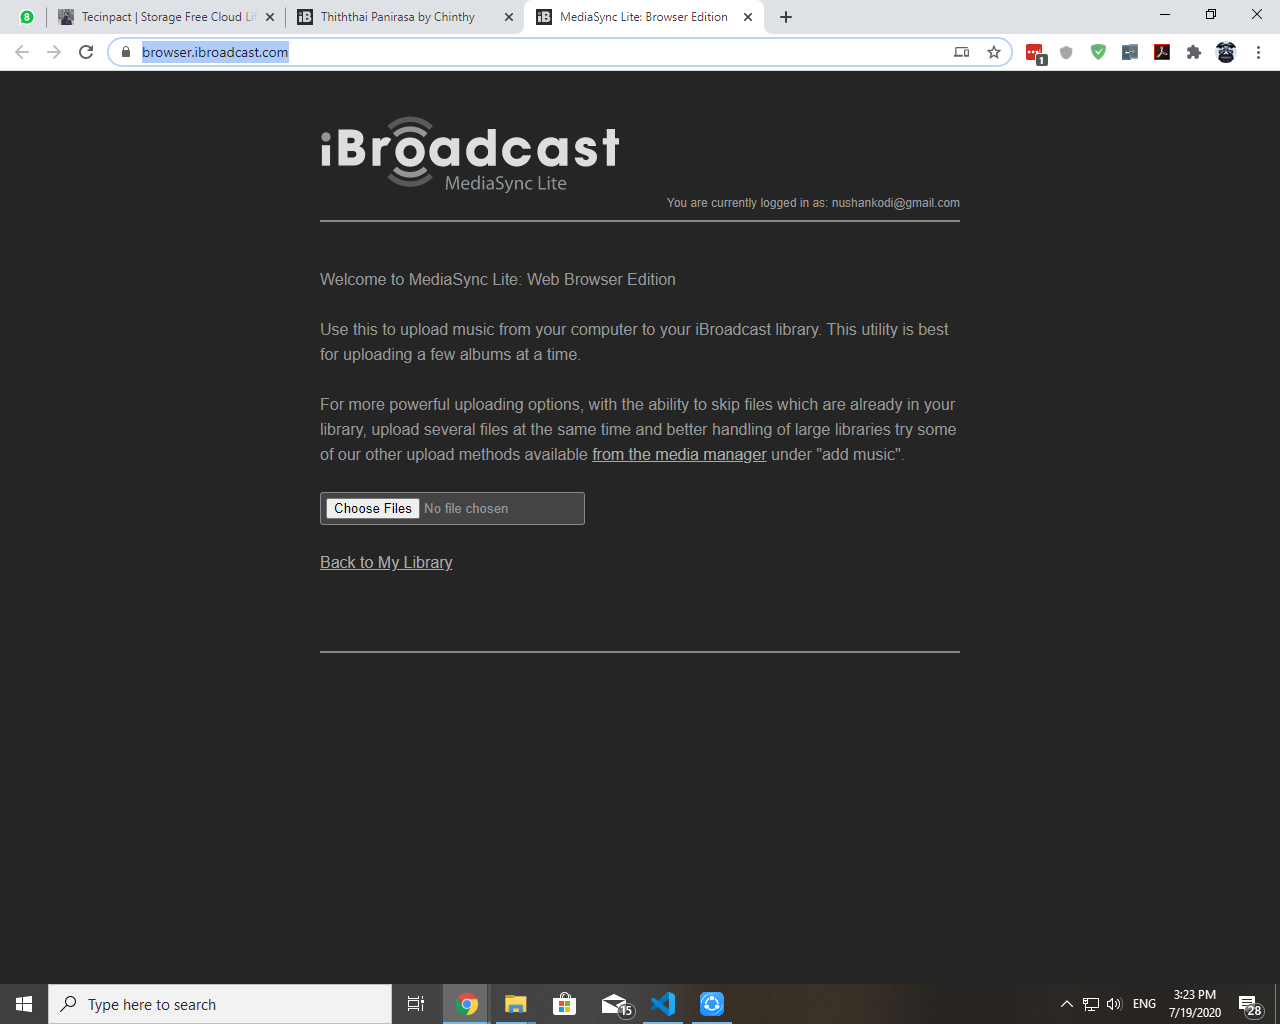 8
Tecinpact | Storage Free Cloud Li
Thiththai Panirasa by Chinthy
iB
MediaSync Lite: Browser Edition
browser.ibroadcast.com
1
iBroadcast
MediaSync Lite
You are currently logged in as: nushankodi@gmail.com
Welcome to MediaSync Lite: Web Browser Edition
Use this to upload music from your computer to your iBroadcast library. This utility is best
for uploading a few albums at a time.
For more powerful uploading options, with the ability to skip files which are already in your
library, upload several files at the same time and better handling of large libraries try some
of our other upload methods available from the media manager under "add music".
Choose Files No file chosen
Back to My Library
Type here to search
15
ENG
3:23 PM
7/19/2020
28